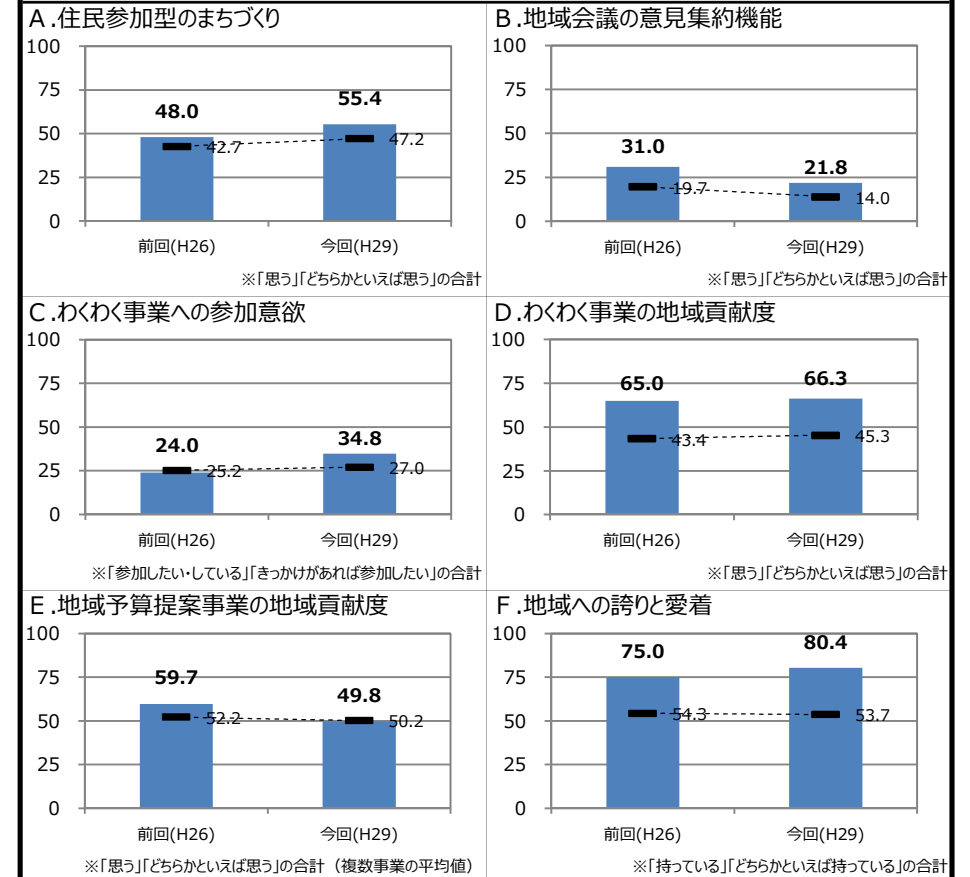 A.住民参加型のまちづくり
100
75
50
25
0
48.0
55.4
42.7
47.2
前回(H26)
今回(H29)
※「思う」「どちらかといえば思う」の合計
B.地域会議の意見集約機能
100
75
50
25
0
31.0
21.8
19.7
14.0
前回(H26)
今回(H29)
※「思う」「どちらかといえば思う」の合計
C.わくわく事業への参加意欲
100
75
50
25
0
24.0
34.8
25.2
27.0
前回(H26)
今回(H29)
※「参加したい・している」「きっかけがあれば参加したい」の合計
D.わくわく事業の地域貢献度
100
75
50
25
0
65.0
66.3
43.4
45.3
前回(H26)
今回(H29)
※「思う」「どちらかといえば思う」の合計
E.地域予算提案事業の地域貢献度
100
75
50
25
0
59.7
49.8
52.2
50.2
前回(H26)
今回(H29)
※「思う」「どちらかといえば思う」の合計（複数事業の平均値）
F.地域への誇りと愛着
100
75
50
25
0
75.0
80.4
54.3
53.7
前回(H26)
今回(H29)
※「持っている」「どちらかといえば持っている」の合計